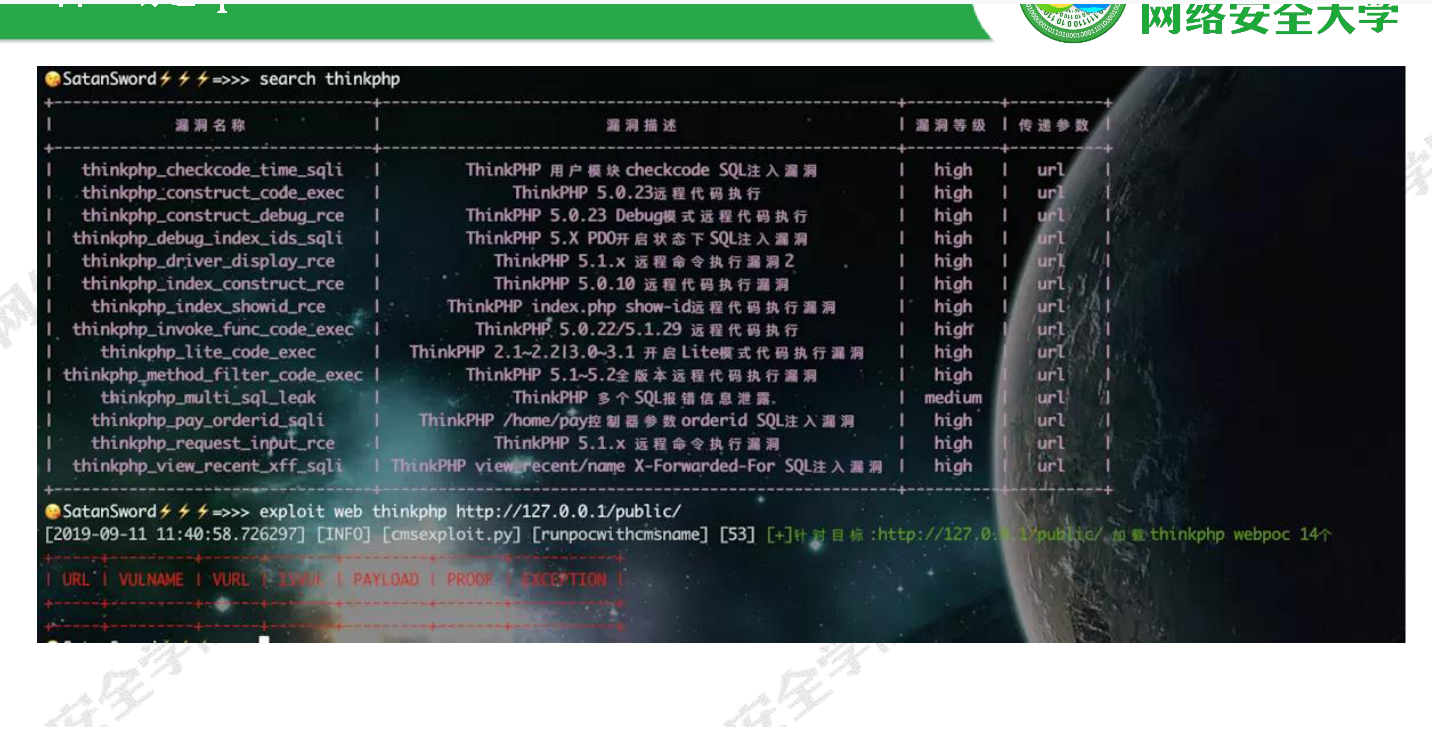 网络安全大学
SatanSword⚡⚡⚡=>>> search thinkphp
漏洞名称 | 漏洞描述 | 漏洞等级 | 传递参数
thinkphp_checkcode_time_sqli | ThinkPHP 用户模块checkcode SQL注入漏洞 | high | url
thinkphp_construct_code_exec | ThinkPHP 5.0.23远程代码执行 | high | url
thinkphp_construct_debug_rce | ThinkPHP 5.0.23 Debug模式远程代码执行 | high | url
thinkphp_debug_index_ids_sqli | ThinkPHP 5.X PDO开启状态下SQL注入漏洞 | high | url
thinkphp_driver_display_rce | ThinkPHP 5.1.x 远程命令执行漏洞2 | high | url
thinkphp_index_construct_rce | ThinkPHP 5.0.10 远程代码执行漏洞 | high | url
thinkphp_index_showid_rce | ThinkPHP index.php show-id远程代码执行漏洞 | high | url
thinkphp_invoke_func_code_exec | ThinkPHP 5.0.22/5.1.29 远程代码执行 | high | url
thinkphp_lite_code_exec | ThinkPHP 2.1~2.2|3.0~3.1 开启Lite模式代码执行漏洞 | high | url
thinkphp_method_filter_code_exec | ThinkPHP 5.1~5.2全版本远程代码执行漏洞 | high | url
thinkphp_multi_sql_leak | ThinkPHP 多个SQL报错信息泄露. | medium | url
thinkphp_pay_orderid_sqli | ThinkPHP /home/pay控制器参数orderid SQL注入漏洞 | high | url
thinkphp_request_input_rce | ThinkPHP 5.1.x 远程命令执行漏洞 | high | url
thinkphp_view_recent_xff_sqli | ThinkPHP view_recent/name X-Forwarded-For SQL注入漏洞 | high | url
SatanSword⚡⚡⚡=>>> exploit web thinkphp http://127.0.0.1/public/
[2019-09-11 11:40:58.726297] [INFO] [cmsexploit.py] [runpocwithcmsname] [53] [+]针对目标:http://127.0.0.1/public/ 加载thinkphp webpoc 14个
| URL | VULNAME | VURL | ISVUL | PAYLOAD | PROOF | EXCEPTION |